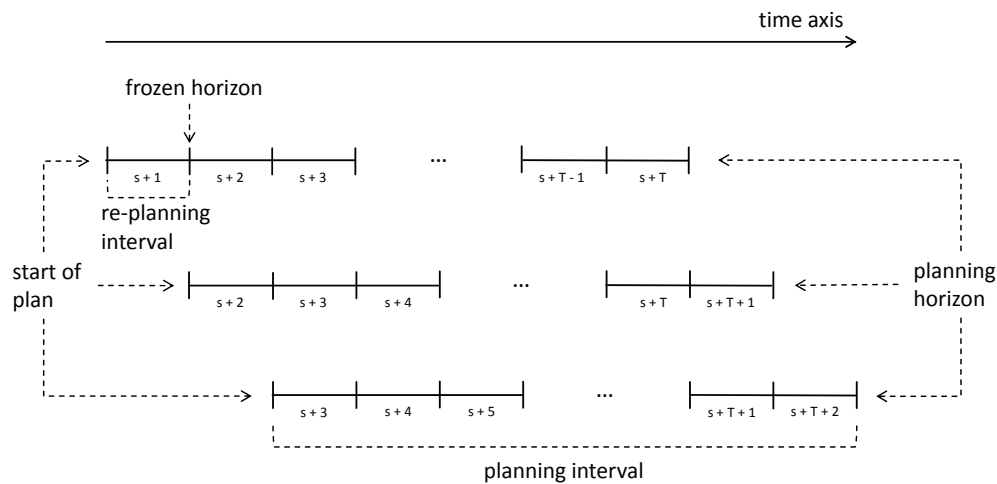 time axis
frozen horizon
...
s + 1
s + 2
s + 3
s + T - 1
s + T
re-planning
interval
start of
plan
planning
horizon
...
s + 2
s + 3
s + 4
s + T
s + T + 1
...
s + 3
s + 4
s + 5
s + T + 1
s + T + 2
planning interval